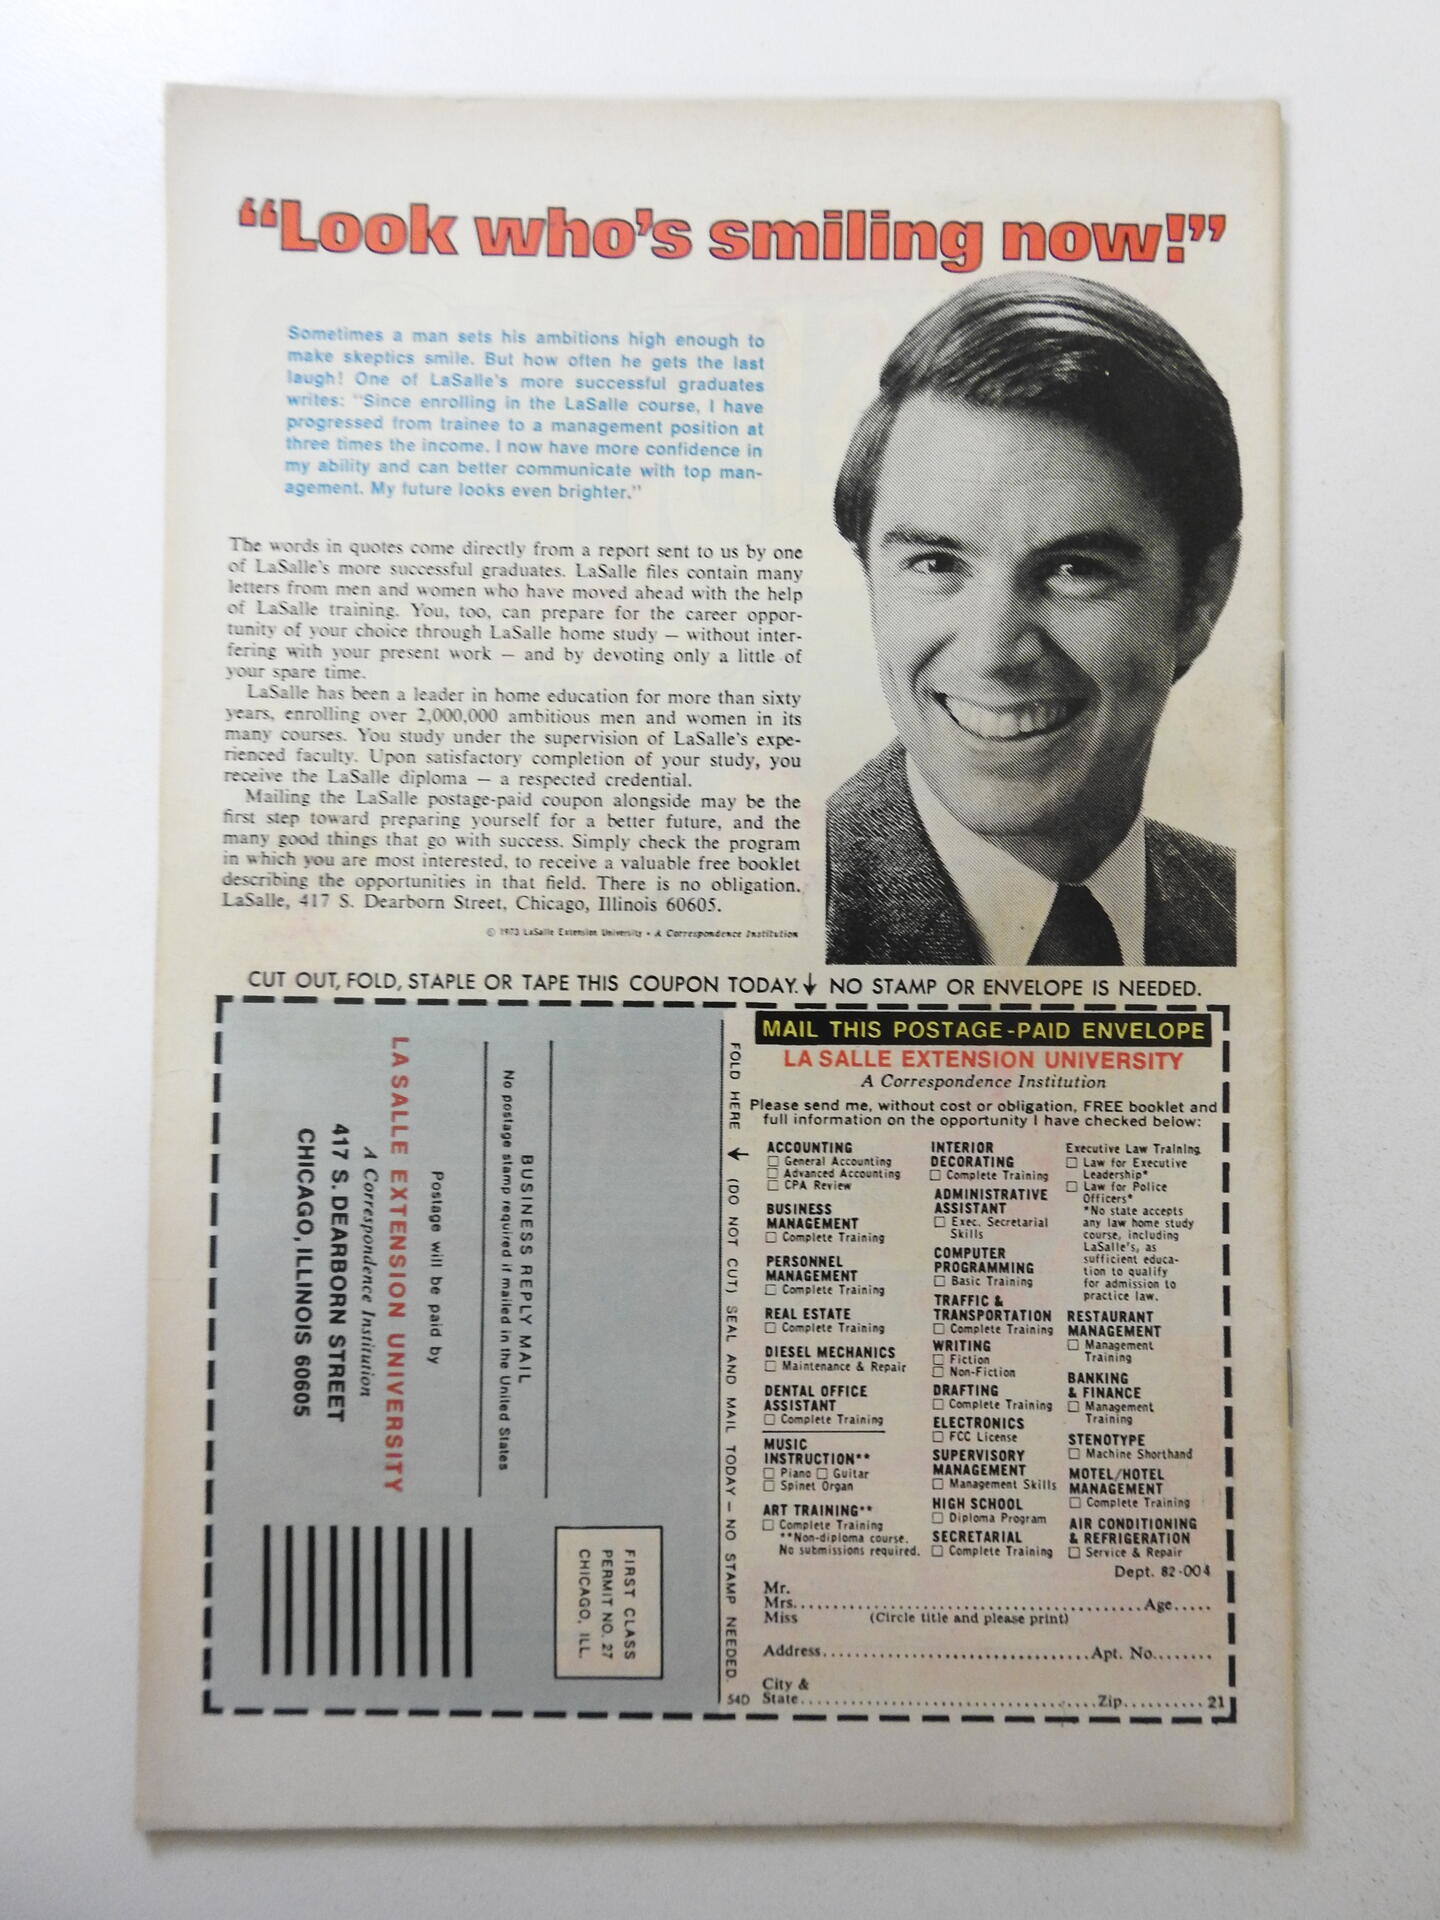 “Look who’s smiling now!”
Sometimes a man sets his ambitions high enough to
make skeptics smile. But how often he gets the last
laugh! One of LaSalle’s more successful graduates
writes: “Since enrolling in the LaSalle course, I have
progressed from trainee to a management position at
three times the income. I now have more confidence in
my ability and can better communicate with top man-
agement. My future looks even brighter.”
The words in quotes come directly from a report sent to us by one
of LaSalle’s more successful graduates. LaSalle files contain many
letters from men and women who have moved ahead with the help
of LaSalle training. You, too, can prepare for the career oppor-
tunity of your choice through LaSalle home study — without inter-
fering with your present work — and by devoting only a little of
your spare time.
LaSalle has been a leader in home education for more than sixty
years, enrolling over 2,000,000 ambitious men and women in its
many courses. You study under the supervision of LaSalle’s expe-
rienced faculty. Upon satisfactory completion of your study, you
receive the LaSalle diploma — a respected credential.
Mailing the LaSalle postage-paid coupon alongside may be the
first step toward preparing yourself for a better future, and the
many good things that go with success. Simply check the program
in which you are most interested, to receive a valuable free booklet
describing the opportunities in that field. There is no obligation.
LaSalle, 417 S. Dearborn Street, Chicago, Illinois 60605.
© 1973 LaSalle Extension University • A Correspondence Institution
CUT OUT, FOLD, STAPLE OR TAPE THIS COUPON TODAY. ↓ NO STAMP OR ENVELOPE IS NEEDED.
FIRST CLASS
PERMIT NO. 27
CHICAGO, ILL.
BUSINESS REPLY MAIL
No postage stamp required if mailed in the United States
Postage will be paid by
LA SALLE EXTENSION UNIVERSITY
A Correspondence Institution
417 S. DEARBORN STREET
CHICAGO, ILLINOIS 60605
FOLD HERE (DO NOT CUT) SEAL AND MAIL TODAY — NO STAMP NEEDED.
54D
MAIL THIS POSTAGE-PAID ENVELOPE
LA SALLE EXTENSION UNIVERSITY
A Correspondence Institution
Please send me, without cost or obligation, FREE booklet and
full information on the opportunity I have checked below:
ACCOUNTING
☐ General Accounting
☐ Advanced Accounting
☐ CPA Review
BUSINESS
MANAGEMENT
☐ Complete Training
PERSONNEL
MANAGEMENT
☐ Complete Training
REAL ESTATE
☐ Complete Training
DIESEL MECHANICS
☐ Maintenance & Repair
DENTAL OFFICE
ASSISTANT
☐ Complete Training
MUSIC
INSTRUCTION**
☐ Piano ☐ Guitar
☐ Spinet Organ
ART TRAINING**
☐ Complete Training
**Non-diploma course.
No submissions required.
INTERIOR
DECORATING
☐ Complete Training
ADMINISTRATIVE
ASSISTANT
☐ Exec. Secretarial
Skills
COMPUTER
PROGRAMMING
☐ Basic Training
TRAFFIC &
TRANSPORTATION
☐ Complete Training
WRITING
☐ Fiction
☐ Non-Fiction
DRAFTING
☐ Complete Training
ELECTRONICS
☐ FCC License
SUPERVISORY
MANAGEMENT
☐ Management Skills
HIGH SCHOOL
☐ Diploma Program
SECRETARIAL
☐ Complete Training
Executive Law Training
☐ Law for Executive
Leadership*
☐ Law for Police
Officers*
*No state accepts
any law home study
course, including
LaSalle’s, as
sufficient educa-
tion to qualify
for admission to
practice law.
RESTAURANT
MANAGEMENT
☐ Management
Training
BANKING
& FINANCE
☐ Management
Training
STENOTYPE
☐ Machine Shorthand
MOTEL/HOTEL
MANAGEMENT
☐ Complete Training
AIR CONDITIONING
& REFRIGERATION
☐ Service & Repair
Dept. 82-004
Mr.
Mrs. Age
Miss (Circle title and please print)
Address Apt. No.
City &
State Zip 21